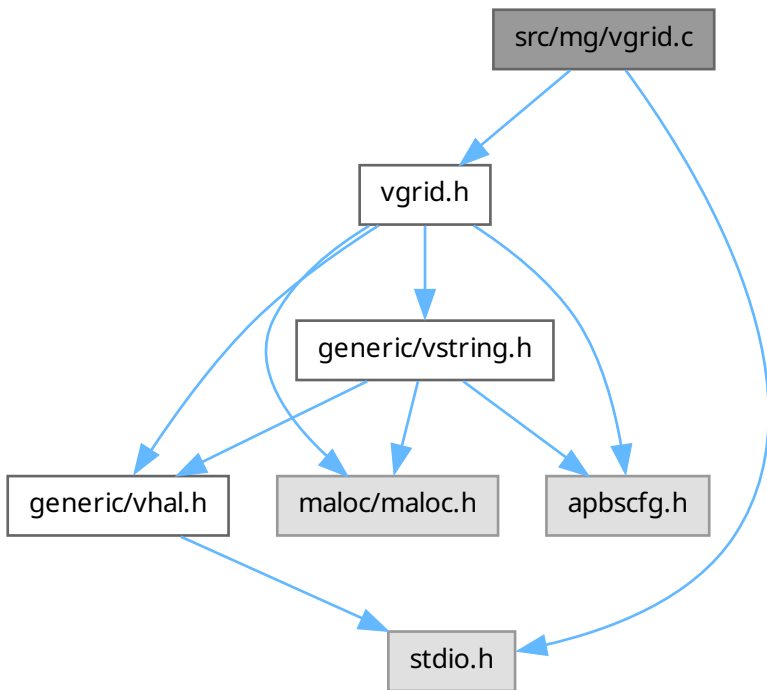 src/mg/vgrid.c
vgrid.h
generic/vstring.h
generic/vhal.h
maloc/maloc.h
apbscfg.h
stdio.h